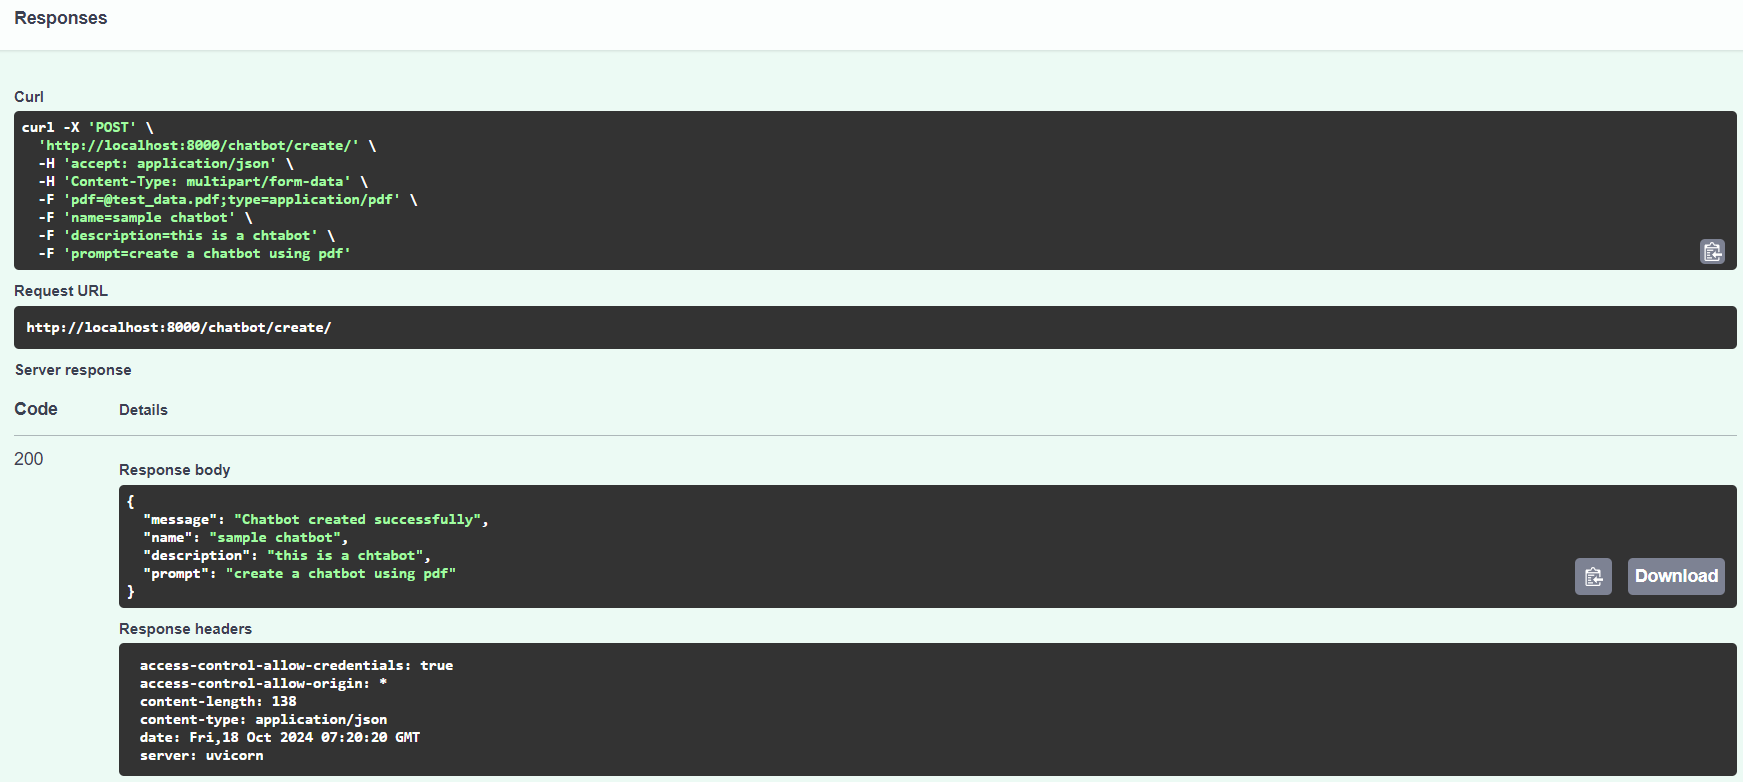 Responses
Curl
curl -X 'POST' \
  'http://localhost:8000/chatbot/create/' \
  -H 'accept: application/json' \
  -H 'Content-Type: multipart/form-data' \
  -F 'pdf=@test_data.pdf;type=application/pdf' \
  -F 'name=sample chatbot' \
  -F 'description=this is a chtabot' \
  -F 'prompt=create a chatbot using pdf'
Request URL
http://localhost:8000/chatbot/create/
Server response
Code Details
200
Response body
{
  "message": "Chatbot created successfully",
  "name": "sample chatbot",
  "description": "this is a chtabot",
  "prompt": "create a chatbot using pdf"
}
Download
Response headers
access-control-allow-credentials: true
access-control-allow-origin: *
content-length: 138
content-type: application/json
date: Fri,18 Oct 2024 07:20:20 GMT
server: uvicorn